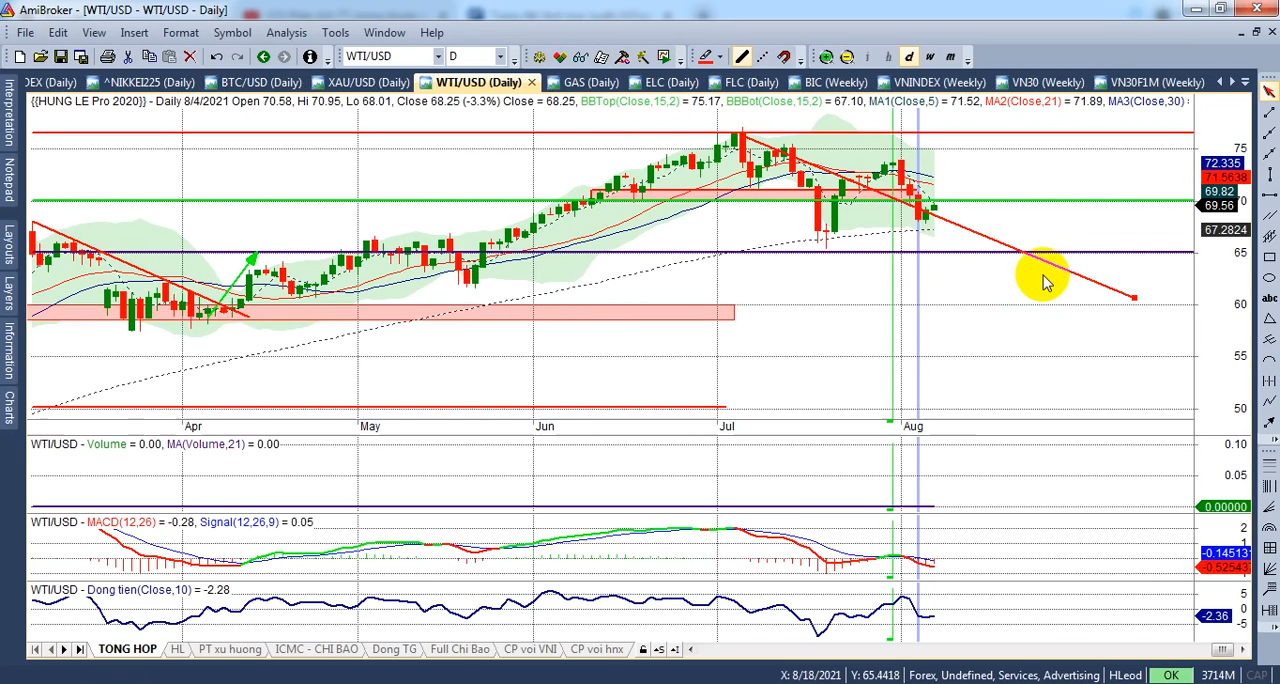 AmiBroker - [WTI/USD - WTI/USD - Daily]
File Edit View Insert Format Symbol Analysis Tools Window Help
WTI/USD D i h d w m
DEX (Daily) ^NIKKEI225 (Daily) BTC/USD (Daily) XAU/USD (Daily) WTI/USD (Daily) GAS (Daily) ELC (Daily) FLC (Daily) BIC (Weekly) VNINDEX (Weekly) VN30 (Weekly) VN30F1M (Weekly)
{{HUNG LE Pro 2020}} - Daily 8/4/2021 Open 70.58, Hi 70.95, Lo 68.01, Close 68.25 (-3.3%) Close = 68.25, BBTop(Close,15,2) = 75.17, BBBot(Close,15,2) = 67.10, MA1(Close,5) = 71.52, MA2(Close,21) = 71.89, MA3(Close,30)
Interpretation
Notepad
Layouts
Layers
Information
Charts
abc
75
72.335
71.5638
69.82
69.56
67.2824
65
60
55
50
Apr May Jun Jul Aug
WTI/USD - Volume = 0.00, MA(Volume,21) = 0.00
0.10
0.05
0.00000
WTI/USD - MACD(12,26) = -0.28, Signal(12,26,9) = 0.05
2
1
-0.14513
-0.52543
WTI/USD - Dong tien(Close,10) = -2.28
5
0
-2.36
-5
TONG HOP HL PT xu huong ICMC - CHI BAO Dong TG Full Chi Bao CP voi VNI CP voi hnx
X: 8/18/2021 Y: 65.4418 Forex, Undefined, Services, Advertising HLeod OK 3714M CAP